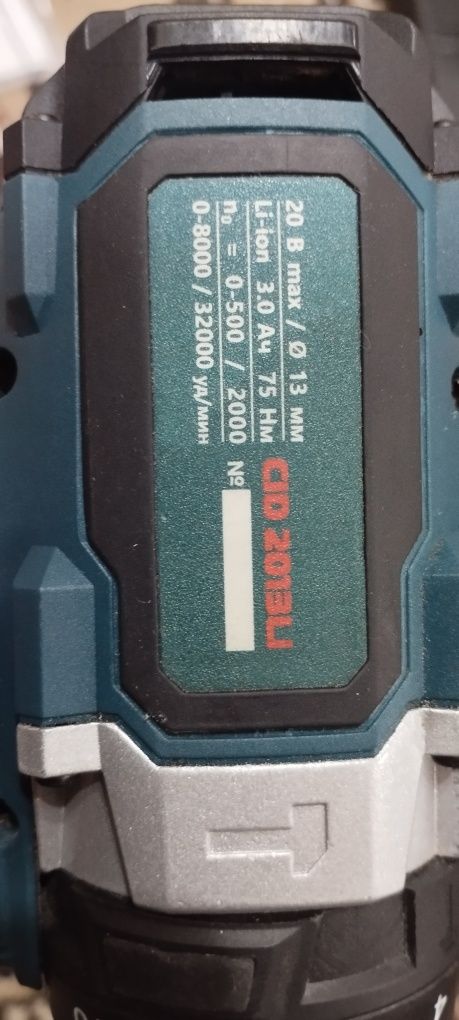 20 В max / Ø 13 мм
Li-ion 3.0 Ач 75 Нм
n₀ = 0-500 / 2000
0-8000 / 32000 уд/мин
CID 2013LI
№